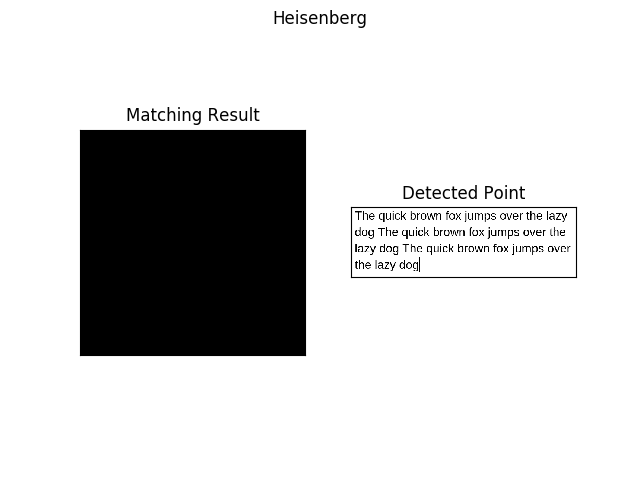 Heisenberg
Matching Result
Detected Point
The quick brown fox jumps over the lazy
dog The quick brown fox jumps over the
lazy dog The quick brown fox jumps over
the lazy dog